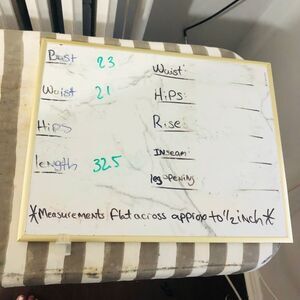 Bust 23
Waist 21
Hips
length 32.5
Waist:
Hips:
Rise:
Inseam:
leg opening
*Measurements flat across approx to 1/2 inch*